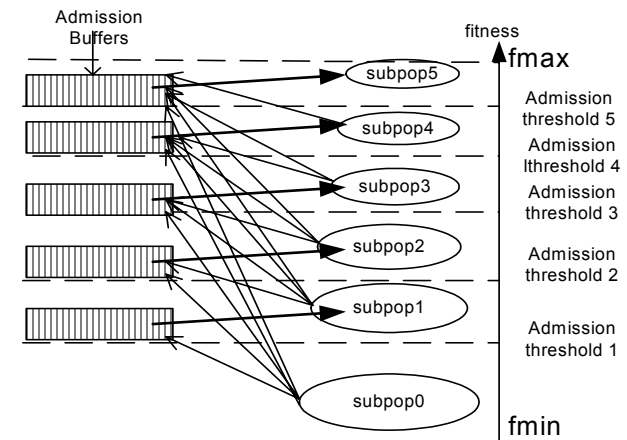 Admission
Buffers
fitness
fmax
subpop5
Admission
threshold 5
subpop4
Admission
lthreshold 4
subpop3
Admission
threshold 3
subpop2
Admission
threshold 2
subpop1
Admission
threshold 1
subpop0
fmin